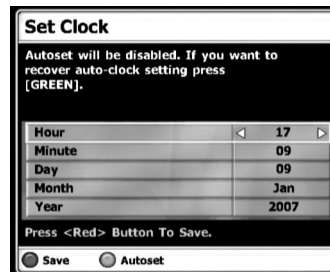 Set Clock
Autoset will be disabled. If you want to
recover auto-clock setting press
[GREEN].
Hour 17
Minute 09
Day 09
Month Jan
Year 2007
Press <Red> Button To Save.
Save Autoset